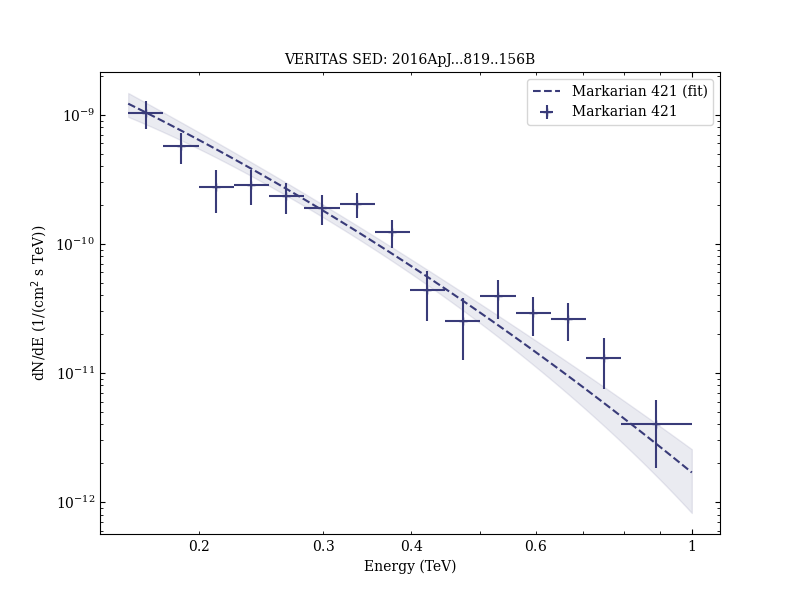 VERITAS SED: 2016ApJ...819..156B
Markarian 421 (fit)
Markarian 421
10⁻⁹
10⁻¹⁰
10⁻¹¹
10⁻¹²
dN/dE (1/(cm² s TeV))
0.2 0.3 0.4 0.6 1
Energy (TeV)